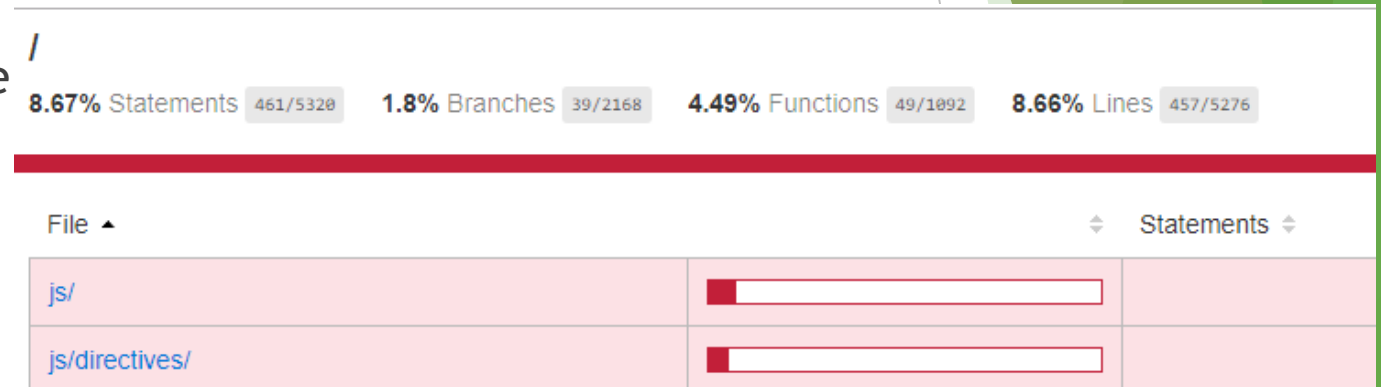 /
e
8.67% Statements 461/5320 1.8% Branches 39/2168 4.49% Functions 49/1092 8.66% Lines 457/5276
File Statements
js/
js/directives/